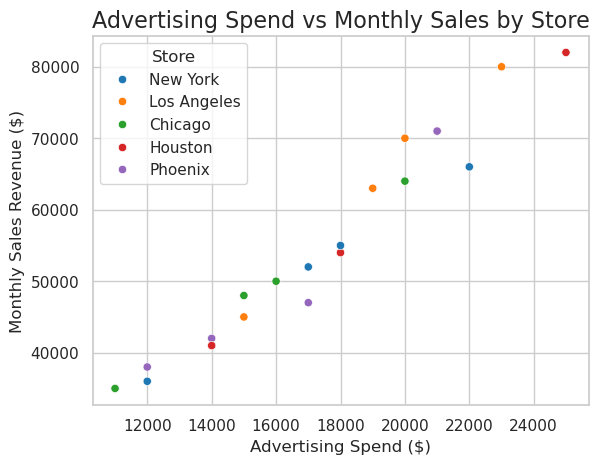 Advertising Spend vs Monthly Sales by Store
Store
New York
Los Angeles
Chicago
Houston
Phoenix
Monthly Sales Revenue ($)
80000
70000
60000
50000
40000
12000 14000 16000 18000 20000 22000 24000
Advertising Spend ($)